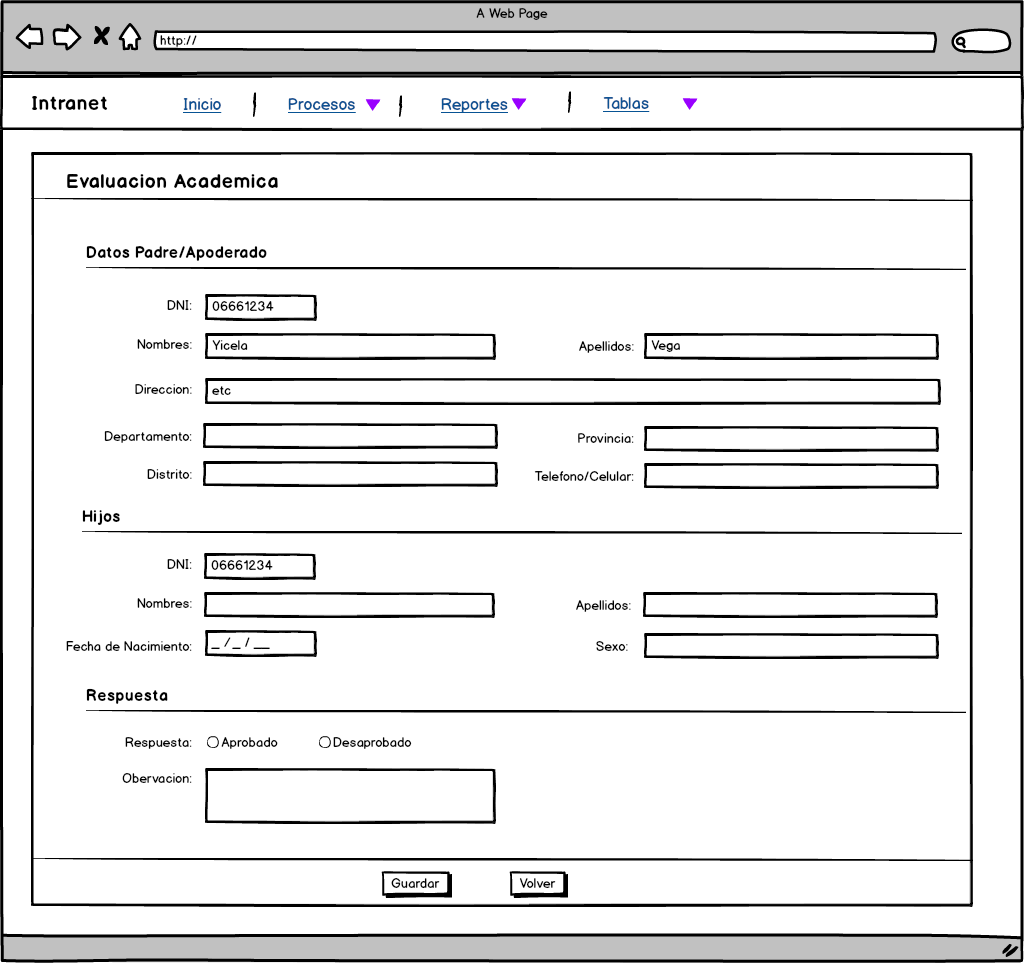 A Web Page
http://
Intranet Inicio Procesos Reportes Tablas
Evaluacion Academica
Datos Padre/Apoderado
DNI: 06661234
Nombres: Yicela Apellidos: Vega
Direccion: etc
Departamento: Provincia:
Distrito: Telefono/Celular:
Hijos
DNI: 06661234
Nombres: Apellidos:
Fecha de Nacimiento: _ / _ / __ Sexo:
Respuesta
Respuesta: Aprobado Desaprobado
Obervacion:
Guardar Volver